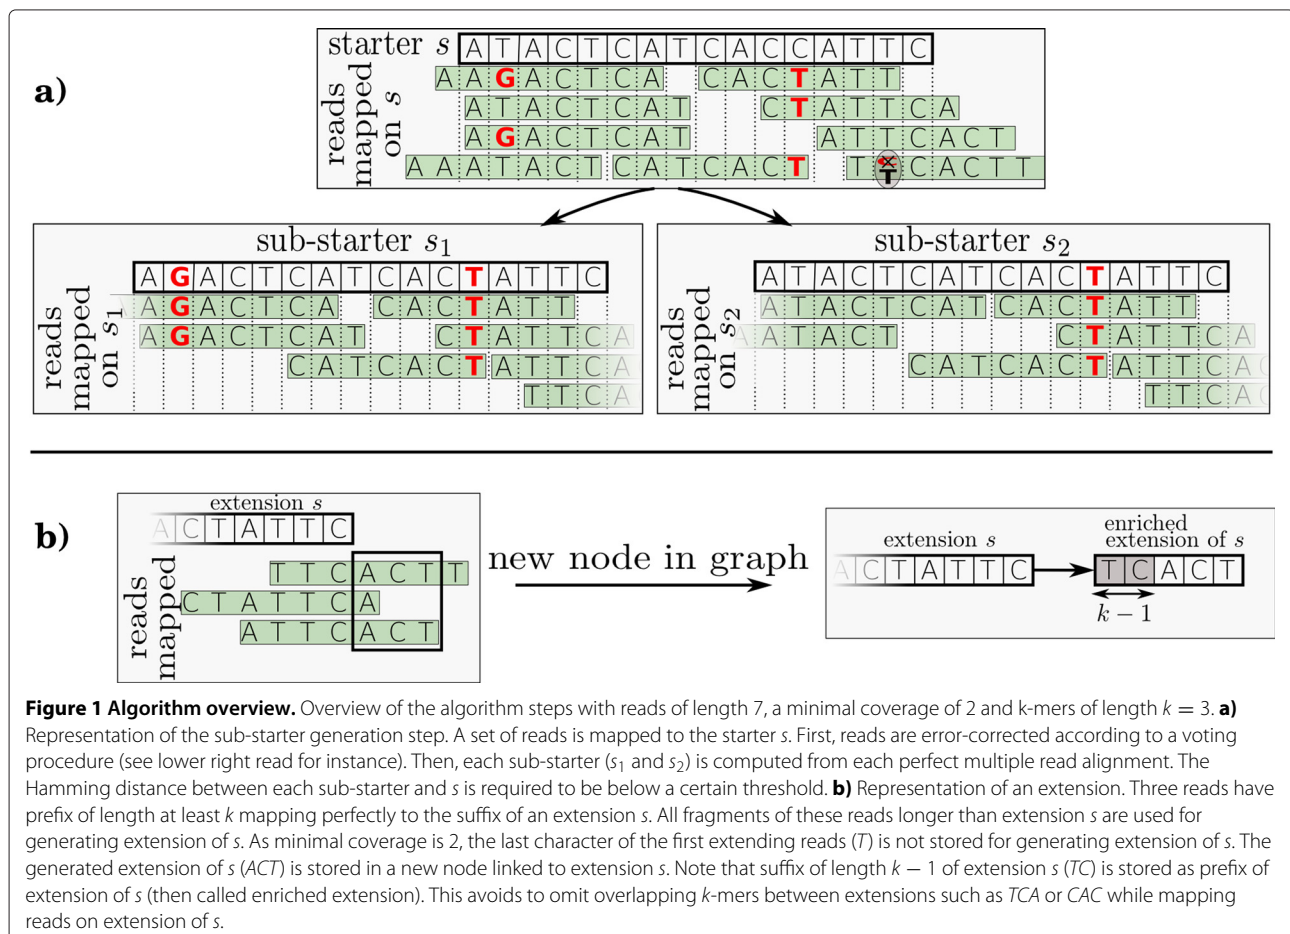 a)
starter s A T A C T C A T C A C C A T T C
reads mapped on s
A A G A C T C A C A C T A T T
A T A C T C A T C T A T T C A
A G A C T C A T A T T C A C T
A A A T A C T C A T C A C T T T C A C T T
sub-starter s1
A G A C T C A T C A C T A T T C
reads mapped on s1
A G A C T C A C A C T A T T
A G A C T C A T C T A T T C A
C A T C A C T A T T C A
T T C A
sub-starter s2
A T A C T C A T C A C T A T T C
reads mapped on s2
A T A C T C A T C A C T A T T
A T A C T C T A T T C A
C A T C A C T A T T C A C
T T C A C
b)
extension s
A C T A T T C
reads mapped
T T C A C T T
C T A T T C A
A T T C A C T
new node in graph
extension s
A C T A T T C
enriched
extension of s
T C A C T
k − 1
Figure 1 Algorithm overview. Overview of the algorithm steps with reads of length 7, a minimal coverage of 2 and k-mers of length k = 3. a)
Representation of the sub-starter generation step. A set of reads is mapped to the starter s. First, reads are error-corrected according to a voting
procedure (see lower right read for instance). Then, each sub-starter (s1 and s2) is computed from each perfect multiple read alignment. The
Hamming distance between each sub-starter and s is required to be below a certain threshold. b) Representation of an extension. Three reads have
prefix of length at least k mapping perfectly to the suffix of an extension s. All fragments of these reads longer than extension s are used for
generating extension of s. As minimal coverage is 2, the last character of the first extending reads (T) is not stored for generating extension of s. The
generated extension of s (ACT) is stored in a new node linked to extension s. Note that suffix of length k − 1 of extension s (TC) is stored as prefix of
extension of s (then called enriched extension). This avoids to omit overlapping k-mers between extensions such as TCA or CAC while mapping
reads on extension of s.